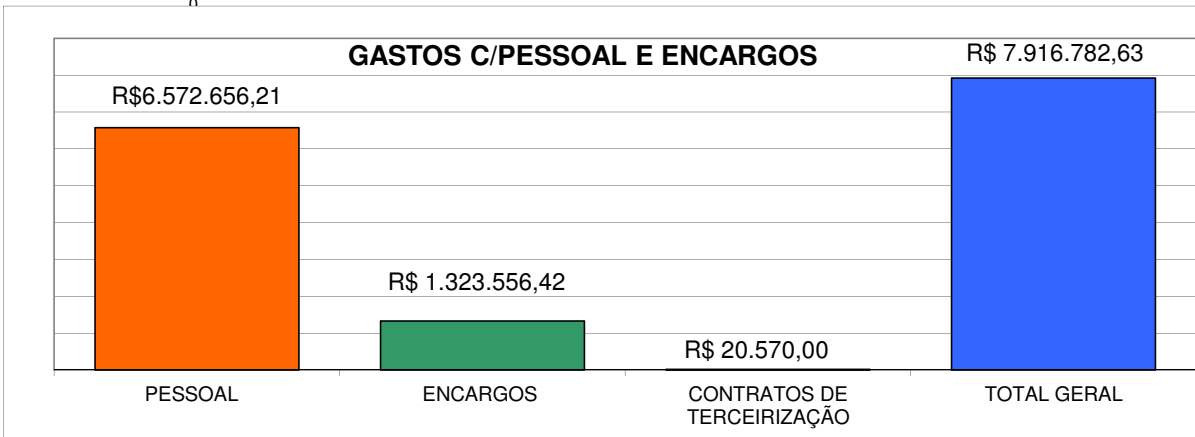 0
GASTOS C/PESSOAL E ENCARGOS
R$ 7.916.782,63
R$6.572.656,21
R$ 1.323.556,42
R$ 20.570,00
PESSOAL
ENCARGOS
CONTRATOS DE
TERCEIRIZAÇÃO
TOTAL GERAL